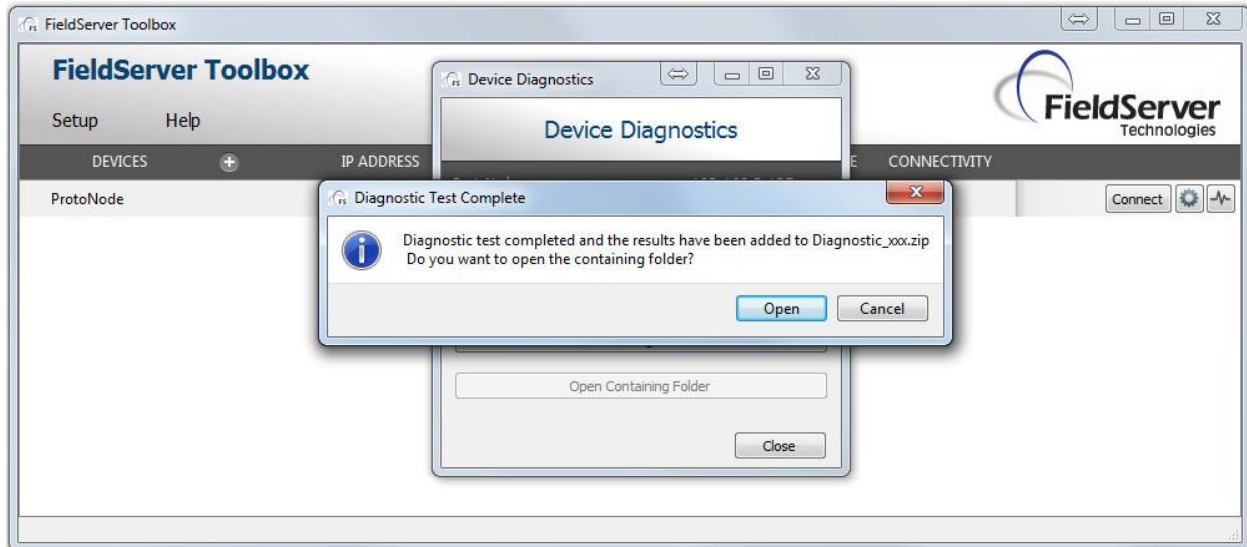 FieldServer Toolbox
FieldServer Toolbox
Setup Help
FieldServer
Technologies
DEVICES IP ADDRESS CONNECTIVITY
ProtoNode
Connect
Device Diagnostics
Device Diagnostics
Diagnostic Test Complete
Diagnostic test completed and the results have been added to Diagnostic_xxx.zip
Do you want to open the containing folder?
Open Cancel
Open Containing Folder
Close